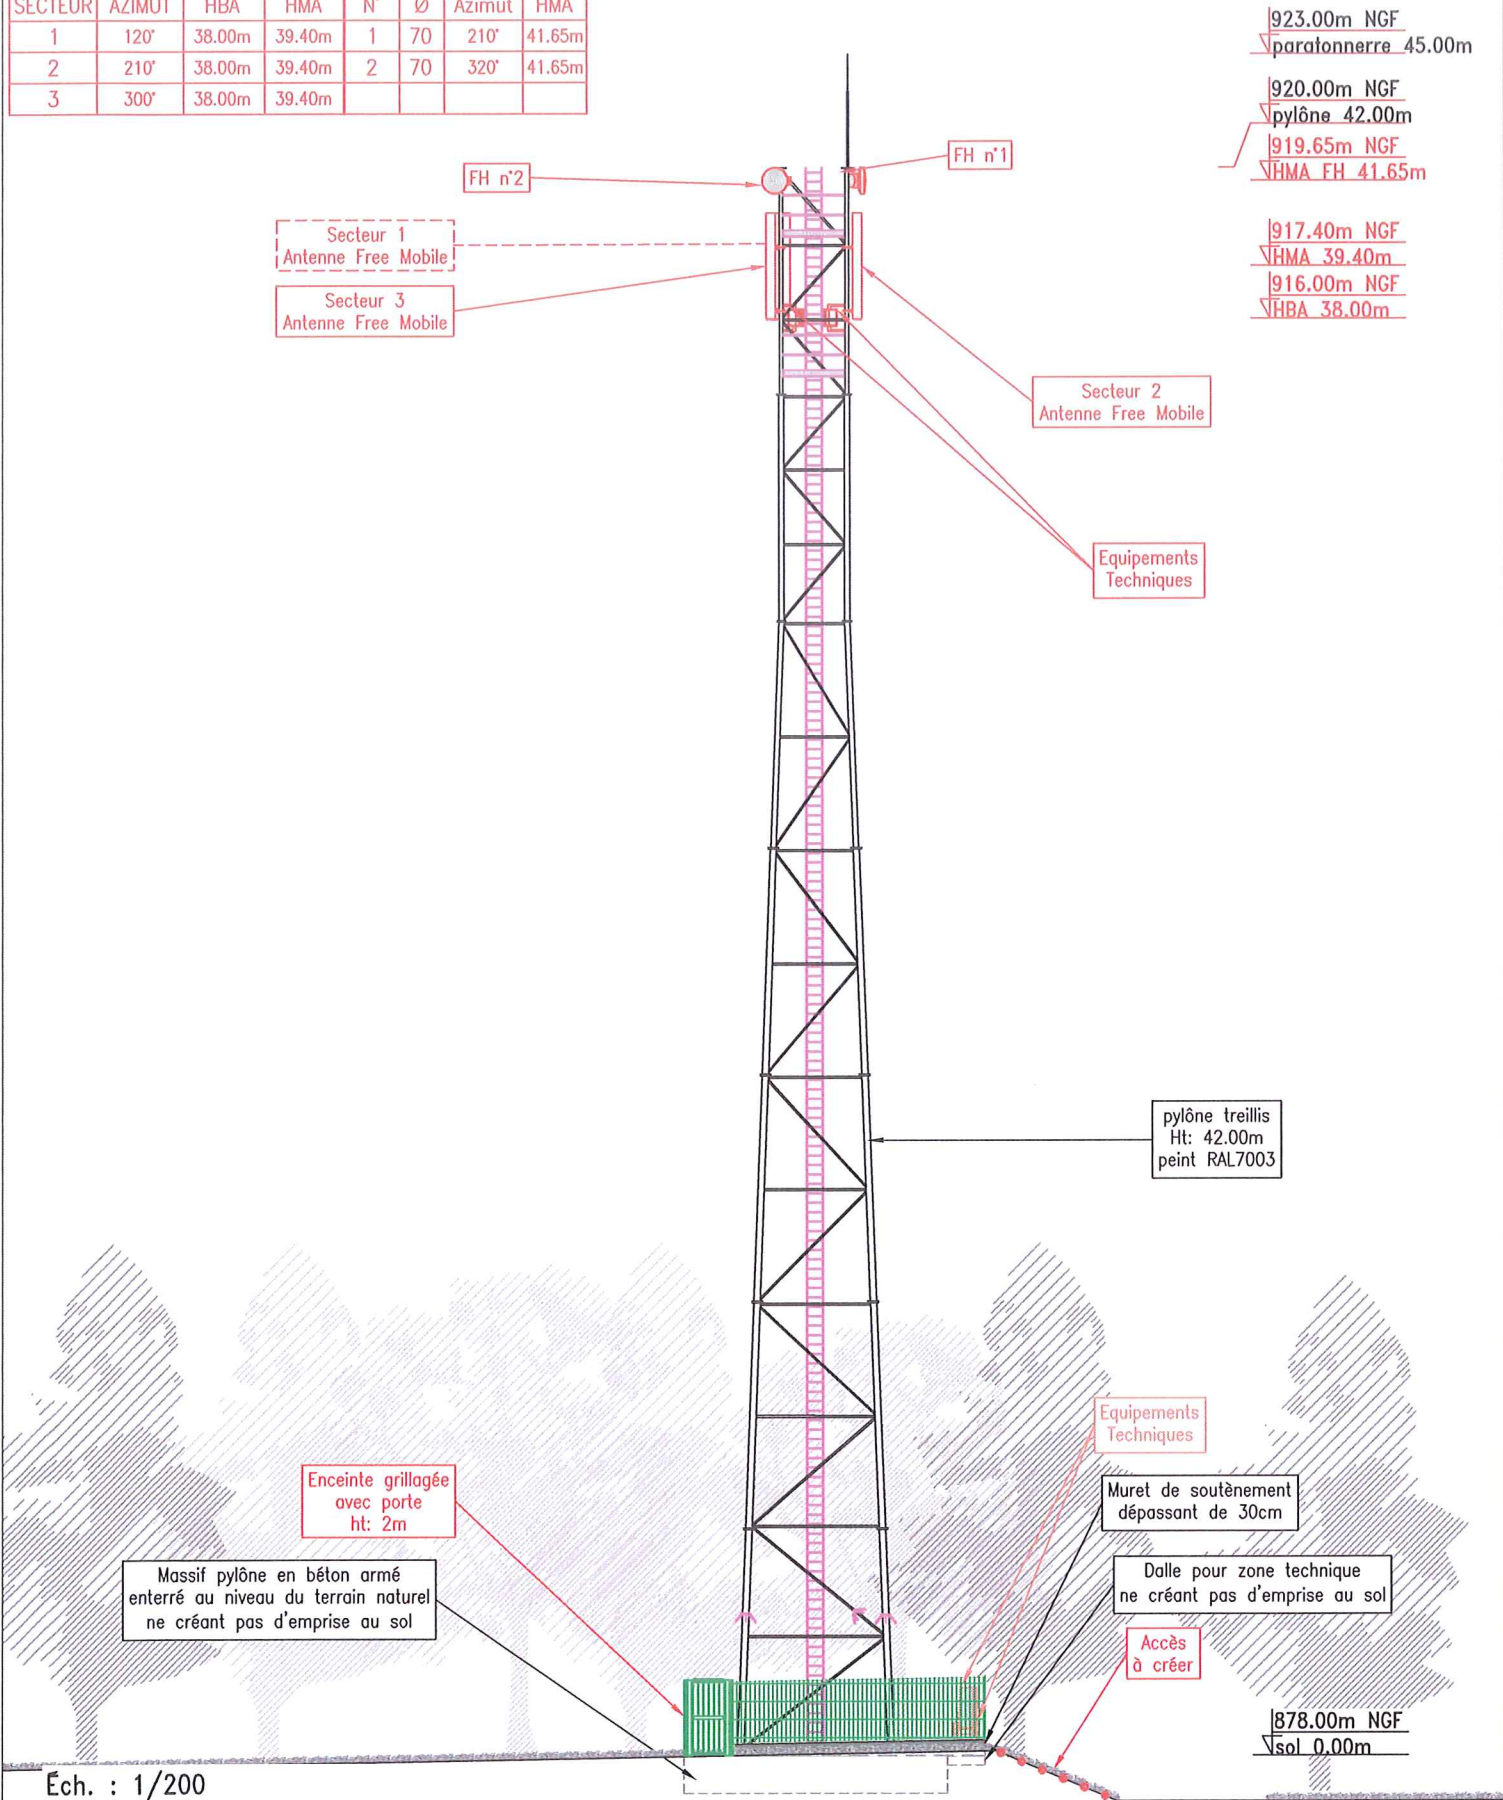 SECTEUR AZIMUT HBA HMA N° Ø Azimut HMA
1 120° 38.00m 39.40m 1 70 210° 41.65m
2 210° 38.00m 39.40m 2 70 320° 41.65m
3 300° 38.00m 39.40m
923.00m NGF
paratonnerre 45.00m
920.00m NGF
pylône 42.00m
919.65m NGF
HMA FH 41.65m
917.40m NGF
HMA 39.40m
916.00m NGF
HBA 38.00m
FH n°1
FH n°2
Secteur 1
Antenne Free Mobile
Secteur 3
Antenne Free Mobile
Secteur 2
Antenne Free Mobile
Equipements
Techniques
pylône treillis
Ht: 42.00m
peint RAL7003
Equipements
Techniques
Enceinte grillagée
avec porte
ht: 2m
Muret de soutènement
dépassant de 30cm
Massif pylône en béton armé
enterré au niveau du terrain naturel
ne créant pas d'emprise au sol
Dalle pour zone technique
ne créant pas d'emprise au sol
Accès
à créer
878.00m NGF
sol 0.00m
Éch. : 1/200